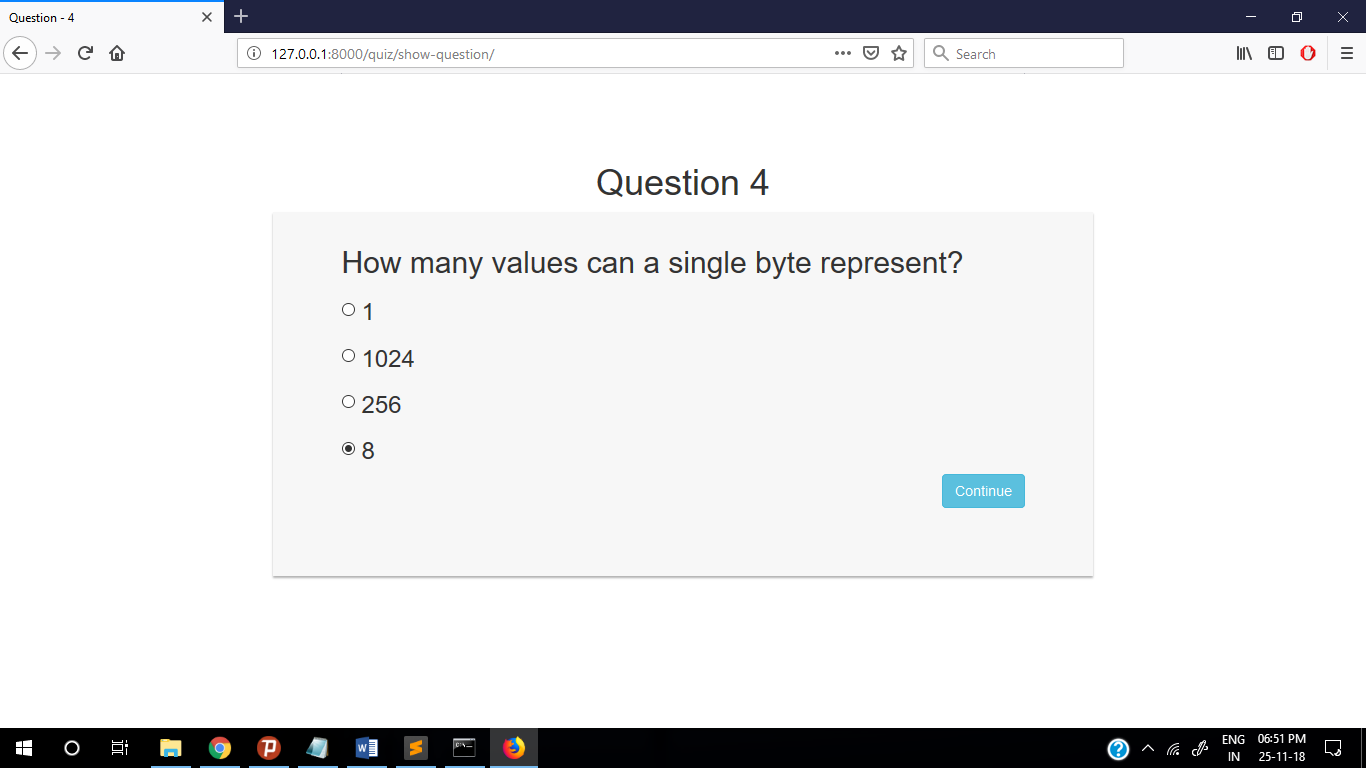 Question - 4
127.0.0.1:8000/quiz/show-question/
Search
Question 4
How many values can a single byte represent?
1
1024
256
8
Continue
ENG
IN
06:51 PM
25-11-18